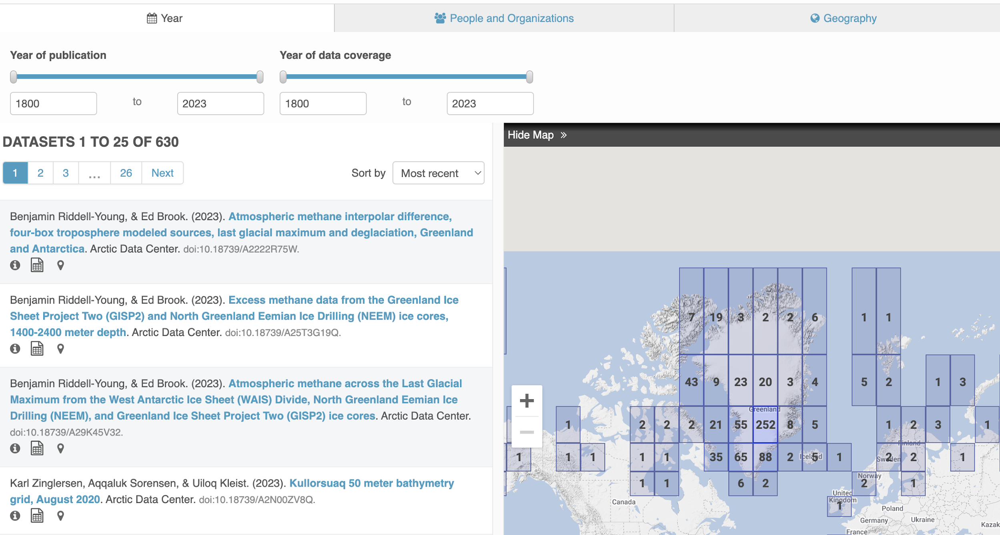 Year
People and Organizations
Geography
Year of publication
Year of data coverage
1800 to 2023
1800 to 2023
DATASETS 1 TO 25 OF 630
1 2 3 ... 26 Next
Sort by Most recent
Benjamin Riddell-Young, & Ed Brook. (2023). Atmospheric methane interpolar difference,
four-box troposphere modeled sources, last glacial maximum and deglaciation, Greenland
and Antarctica. Arctic Data Center. doi:10.18739/A2222R75W.
Benjamin Riddell-Young, & Ed Brook. (2023). Excess methane data from the Greenland Ice
Sheet Project Two (GISP2) and North Greenland Eemian Ice Drilling (NEEM) ice cores,
1400-2400 meter depth. Arctic Data Center. doi:10.18739/A25T3G19Q.
Benjamin Riddell-Young, & Ed Brook. (2023). Atmospheric methane across the Last Glacial
Maximum from the West Antarctic Ice Sheet (WAIS) Divide, North Greenland Eemian Ice
Drilling (NEEM), and Greenland Ice Sheet Project Two (GISP2) ice cores. Arctic Data Center.
doi:10.18739/A29K45V32.
Karl Zinglersen, Aqqaluk Sorensen, & Uiloq Kleist. (2023). Kullorsuaq 50 meter bathymetry
grid, August 2020. Arctic Data Center. doi:10.18739/A2N00ZV8Q.
Hide Map »
7 19 3 2 2 6 1 1
43 9 23 20 3 4 5 2 1 3
Greenland
1 2 2 2 21 55 252 8 5 1 2 3 1
Finland
1 1 1 1 1 35 65 88 2 5 1 2 2 1
Iceland
Sweden
Norway
1 1 6 2 2 1
United
Kingdom
1
Canada
Poland
Germany
Ukraine
Kazak
France
+
−